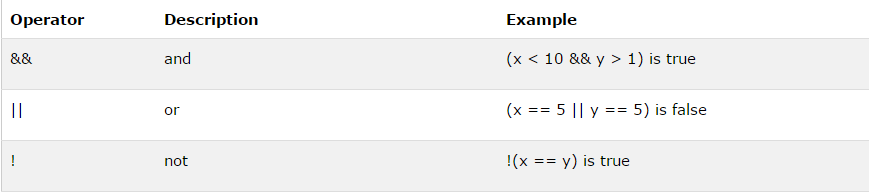 Operator Description Example
&& and (x < 10 && y > 1) is true
|| or (x == 5 || y == 5) is false
! not !(x == y) is true